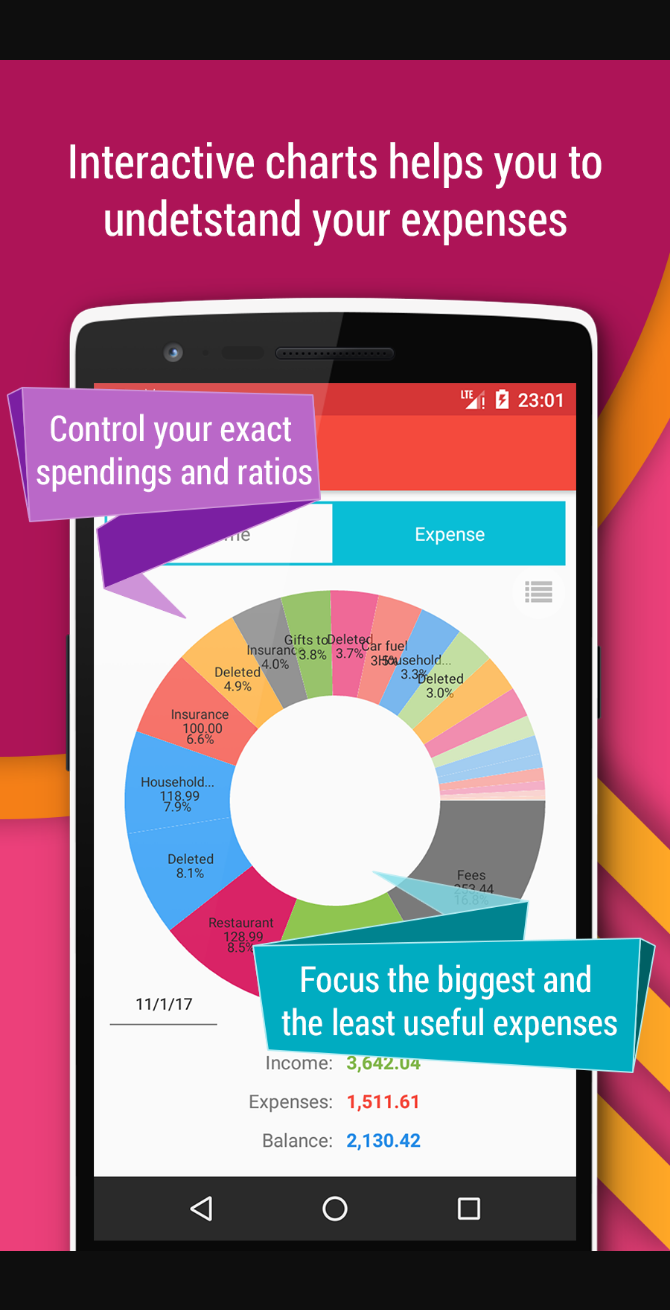 Interactive charts helps you to
undetstand your expenses
LTE
23:01
Control your exact
spendings and ratios
Expense
Gifts to
3.8%
Deleted
3.7%
Car fuel
3.5%
Household...
3.3%
Deleted
3.0%
4.0%
Deleted
4.9%
Insurance
100.00
6.6%
Household...
118.99
7.9%
Deleted
8.1%
Restaurant
128.99
8.5%
Fees
253.44
16.8%
Focus the biggest and
the least useful expenses
11/1/17
Income: 3,642.04
Expenses: 1,511.61
Balance: 2,130.42